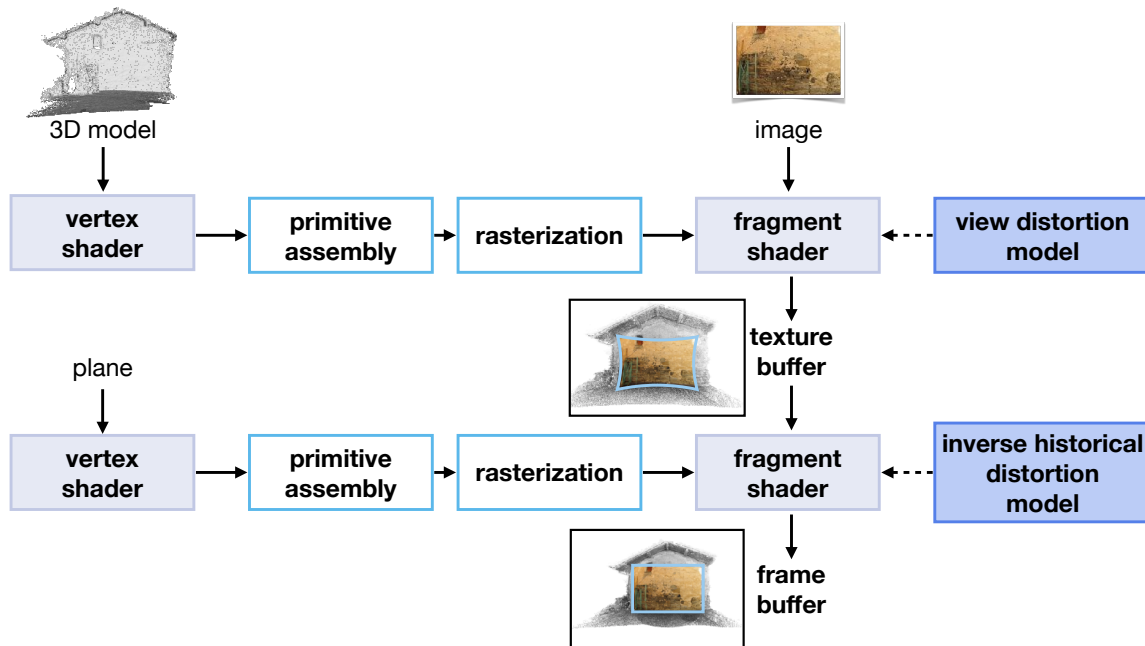 3D model
image
vertex
shader
primitive
assembly
rasterization
fragment
shader
view distortion
model
texture
buffer
plane
vertex
shader
primitive
assembly
rasterization
fragment
shader
inverse historical
distortion
model
frame
buffer